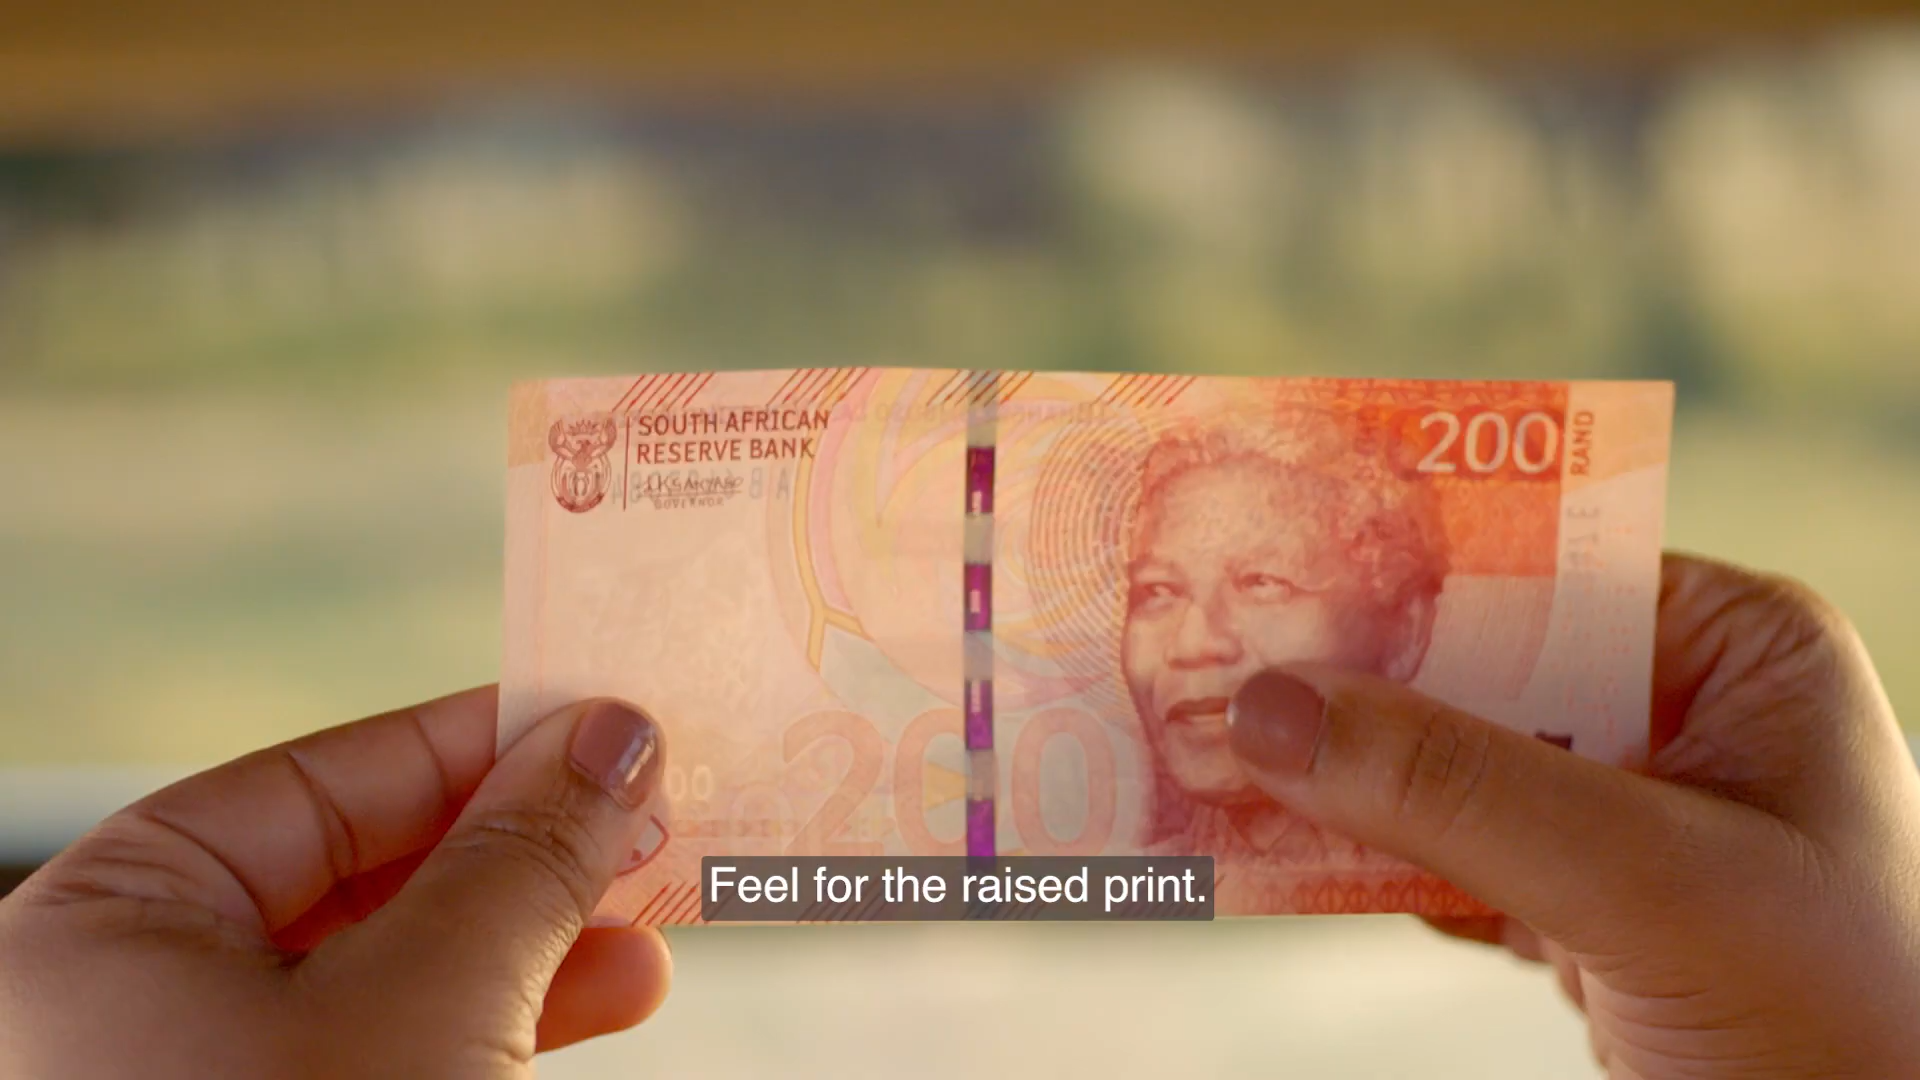 SOUTH AFRICAN
RESERVE BANK
GOVERNOR
200
RAND
200
Feel for the raised print.